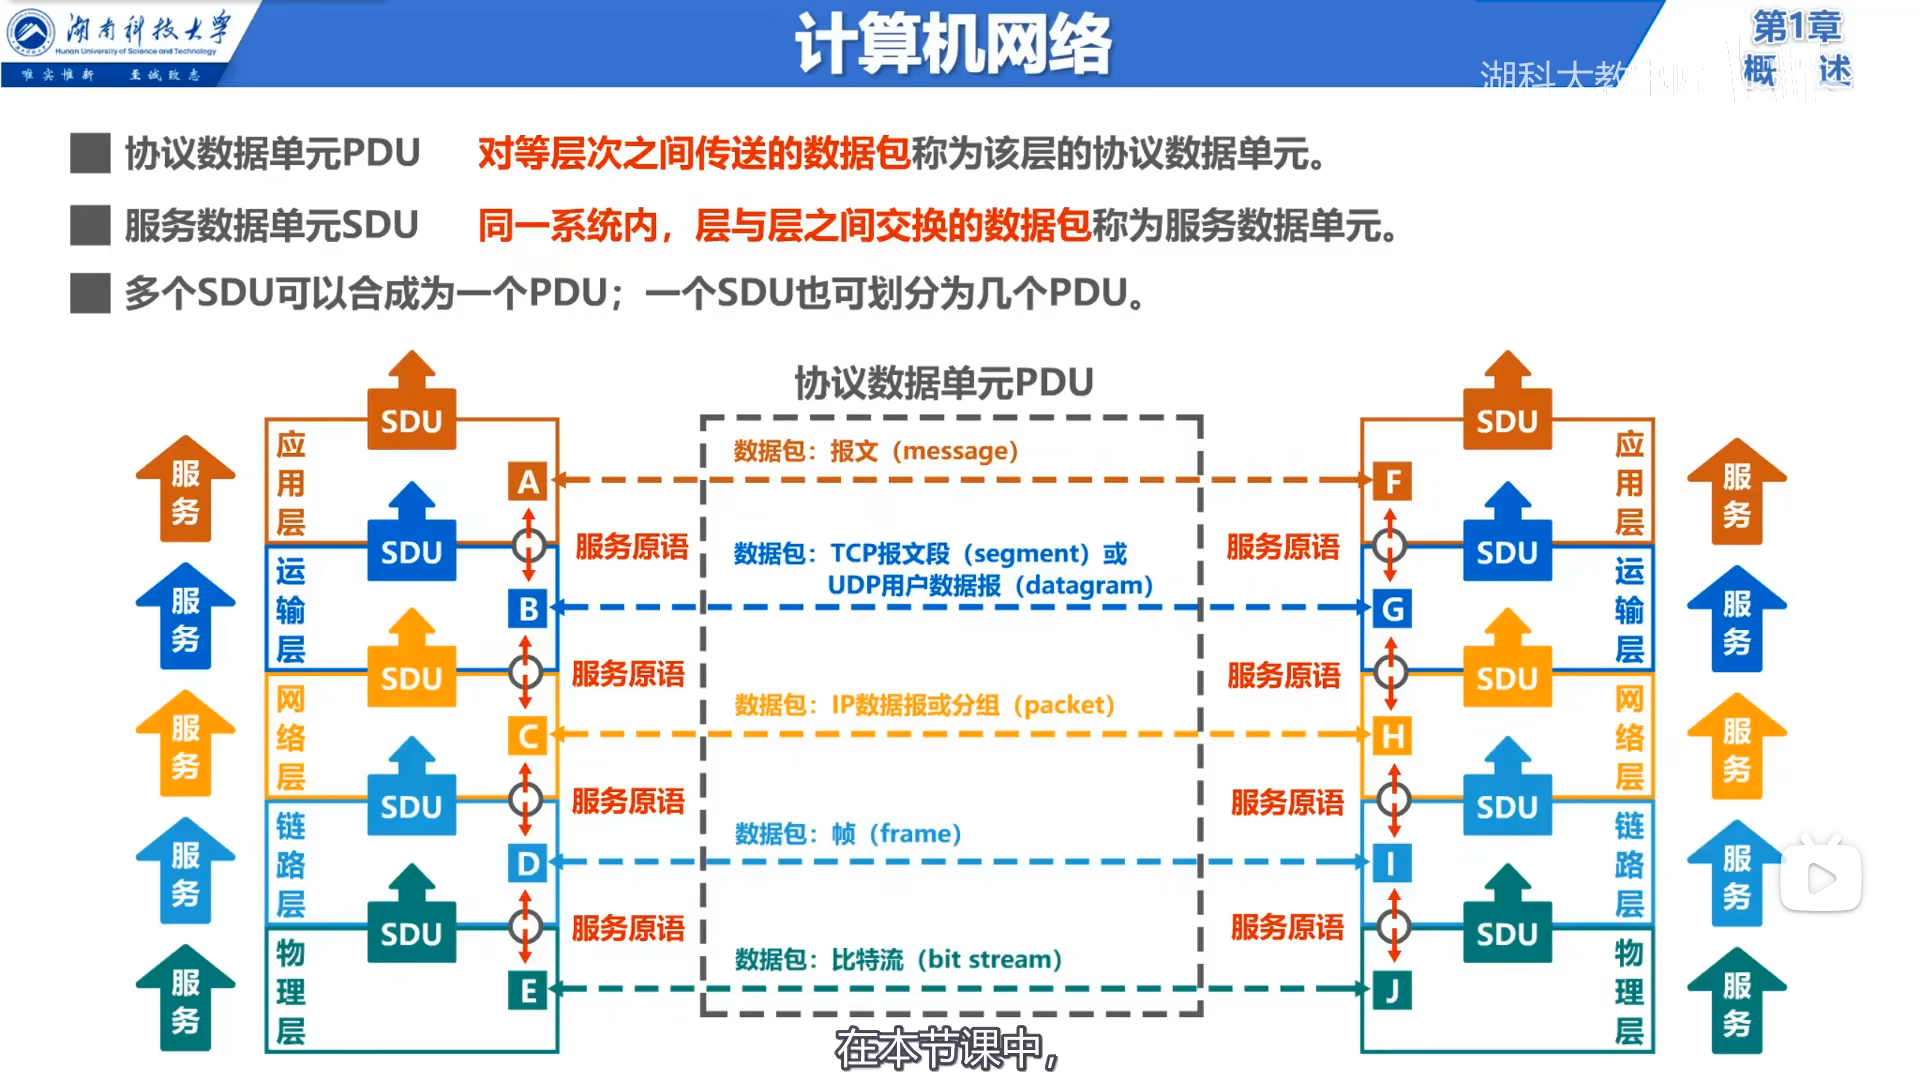 湖南科技大学
Hunan University of Science and Technology
唯实惟新 至诚致志
计算机网络
第1章
概 述
湖科大教
协议数据单元PDU 对等层次之间传送的数据包称为该层的协议数据单元。
服务数据单元SDU 同一系统内，层与层之间交换的数据包称为服务数据单元。
多个SDU可以合成为一个PDU；一个SDU也可划分为几个PDU。
协议数据单元PDU
SDU
SDU
服务
应用层
A
数据包：报文（message）
F
应用层
服务
SDU
服务原语
服务原语
SDU
服务
运输层
B
数据包：TCP报文段（segment）或
UDP用户数据报（datagram）
G
运输层
服务
SDU
服务原语
服务原语
SDU
服务
网络层
C
数据包：IP数据报或分组（packet）
H
网络层
服务
SDU
服务原语
服务原语
SDU
服务
链路层
D
数据包：帧（frame）
I
链路层
服务
SDU
服务原语
服务原语
SDU
服务
物理层
E
数据包：比特流（bit stream）
J
物理层
服务
在本节课中，